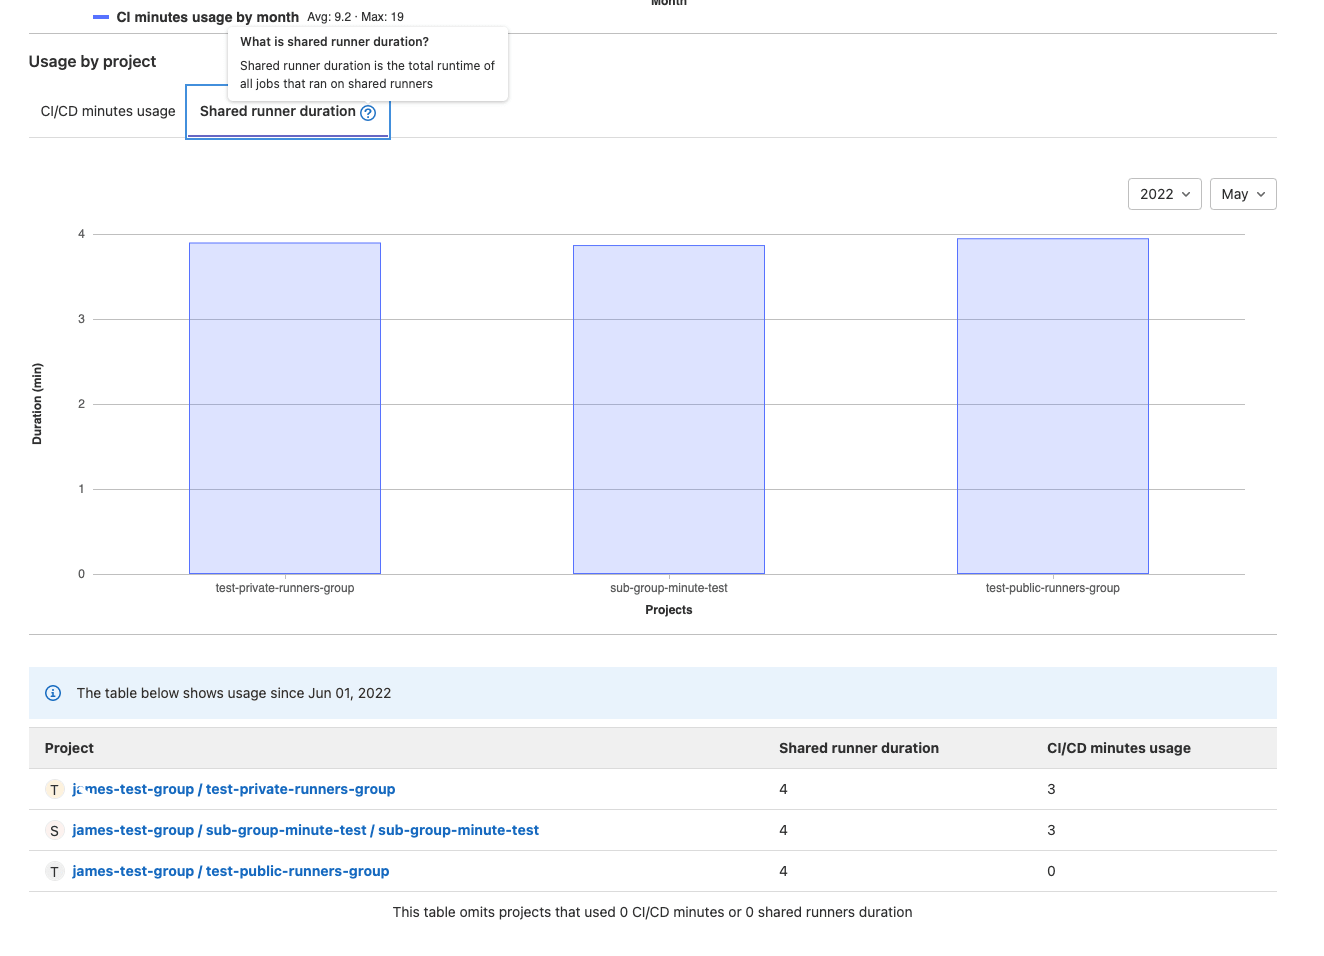 Month
CI minutes usage by month Avg: 9.2 · Max: 19
What is shared runner duration?
Shared runner duration is the total runtime of
all jobs that ran on shared runners
Usage by project
CI/CD minutes usage
Shared runner duration ?
2022
May
4
3
2
1
0
Duration (min)
test-private-runners-group
sub-group-minute-test
test-public-runners-group
Projects
The table below shows usage since Jun 01, 2022
Project Shared runner duration CI/CD minutes usage
T james-test-group / test-private-runners-group 4 3
S james-test-group / sub-group-minute-test / sub-group-minute-test 4 3
T james-test-group / test-public-runners-group 4 0
This table omits projects that used 0 CI/CD minutes or 0 shared runners duration